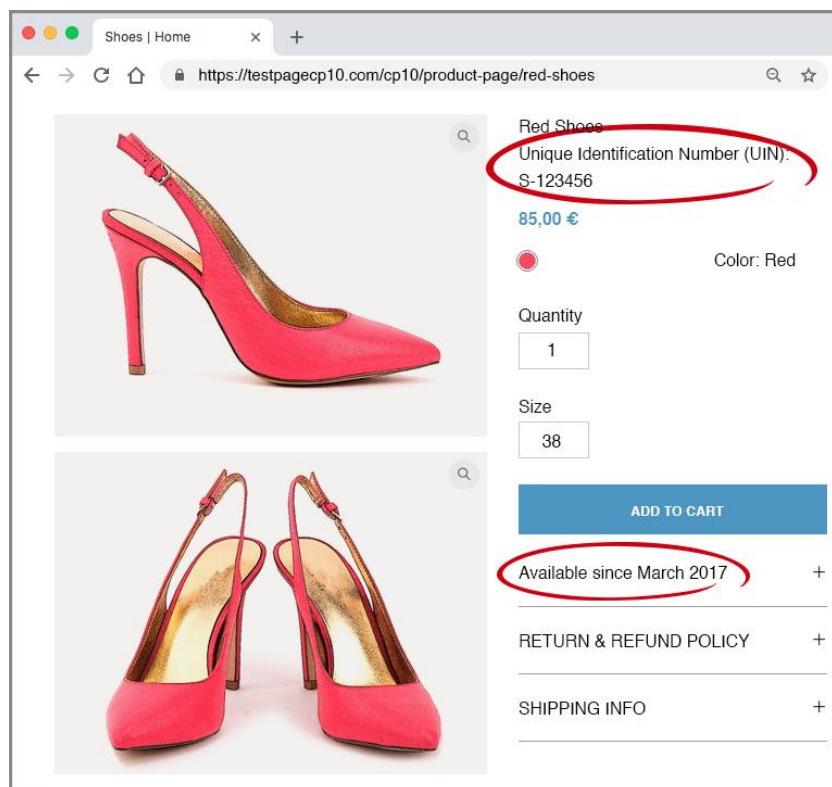 Shoes | Home
https://testpagecp10.com/cp10/product-page/red-shoes
Red Shoes
Unique Identification Number (UIN):
S-123456
85,00 €
Color: Red
Quantity
1
Size
38
ADD TO CART
Available since March 2017
RETURN & REFUND POLICY
SHIPPING INFO